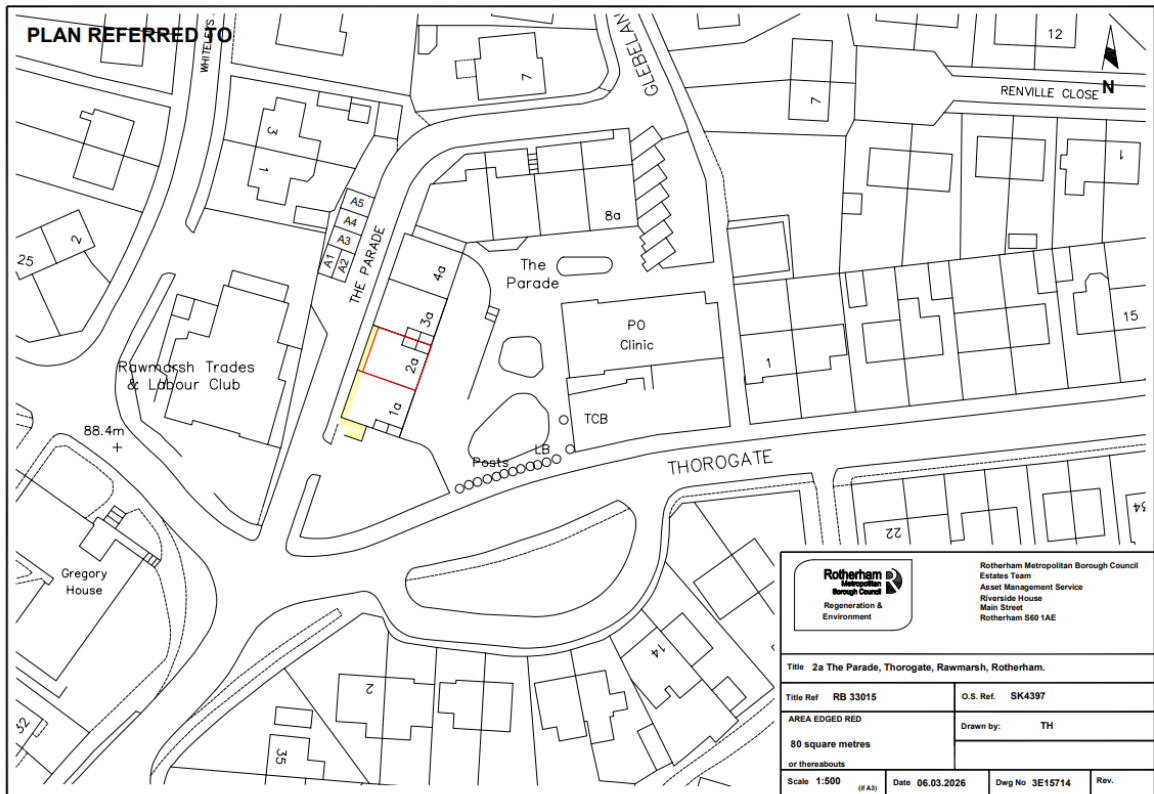 PLAN REFERRED TO
WHITELEYS
GLEBELAN
12
N
RENVILLE CLOSE
7
7
3
1
1
A5
A4
A3
A1
A2
THE PARADE
8a
2
25
4a
The
Parade
3a
PO
Clinic
2a
1
15
Rawmarsh Trades
& Labour Club
1a
88.4m
TCB
LB
Posts
THOROGATE
34
22
Gregory
House
14
2
52
35
Rotherham
Metropolitan
Borough Council
Regeneration &
Environment
Rotherham Metropolitan Borough Council
Estates Team
Asset Management Service
Riverside House
Main Street
Rotherham S60 1AE
Title 2a The Parade, Thorogate, Rawmarsh, Rotherham.
Title Ref RB 33015
O.S. Ref. SK4397
AREA EDGED RED
80 square metres
or thereabouts
Drawn by: TH
Scale 1:500 (if A3)
Date 06.03.2026
Dwg No 3E15714
Rev.